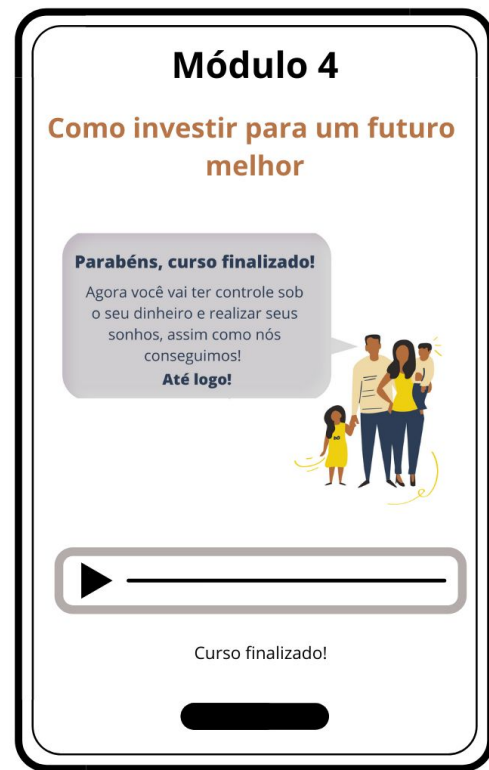 Módulo 4
Como investir para um futuro
melhor
Parabéns, curso finalizado!
Agora você vai ter controle sob
o seu dinheiro e realizar seus
sonhos, assim como nós
conseguimos!
Até logo!
Curso finalizado!